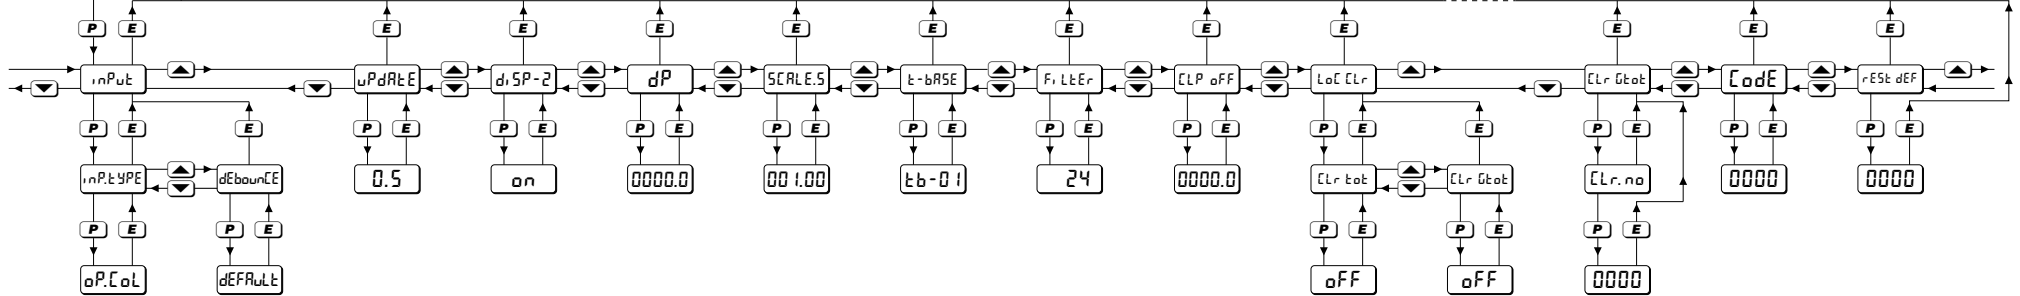 P E E E E E E E E E E E E E
inPut uPdAtE diSP-2 dP SCALE.S t-bASE FiLtEr CLP oFF LoC CLr CLr Gtot CodE rESt dEF
P E E P E P E P E P E P E P E P E P E E P E P E P E
inP.tYPE dEbounCE 0.5 on 0000.0 001.00 tb-01 24 0000.0 CLr tot CLr Gtot CLr.no 0000 0000
P E P E P E P E P E
oP.CoL dEFAuLt oFF oFF 0000